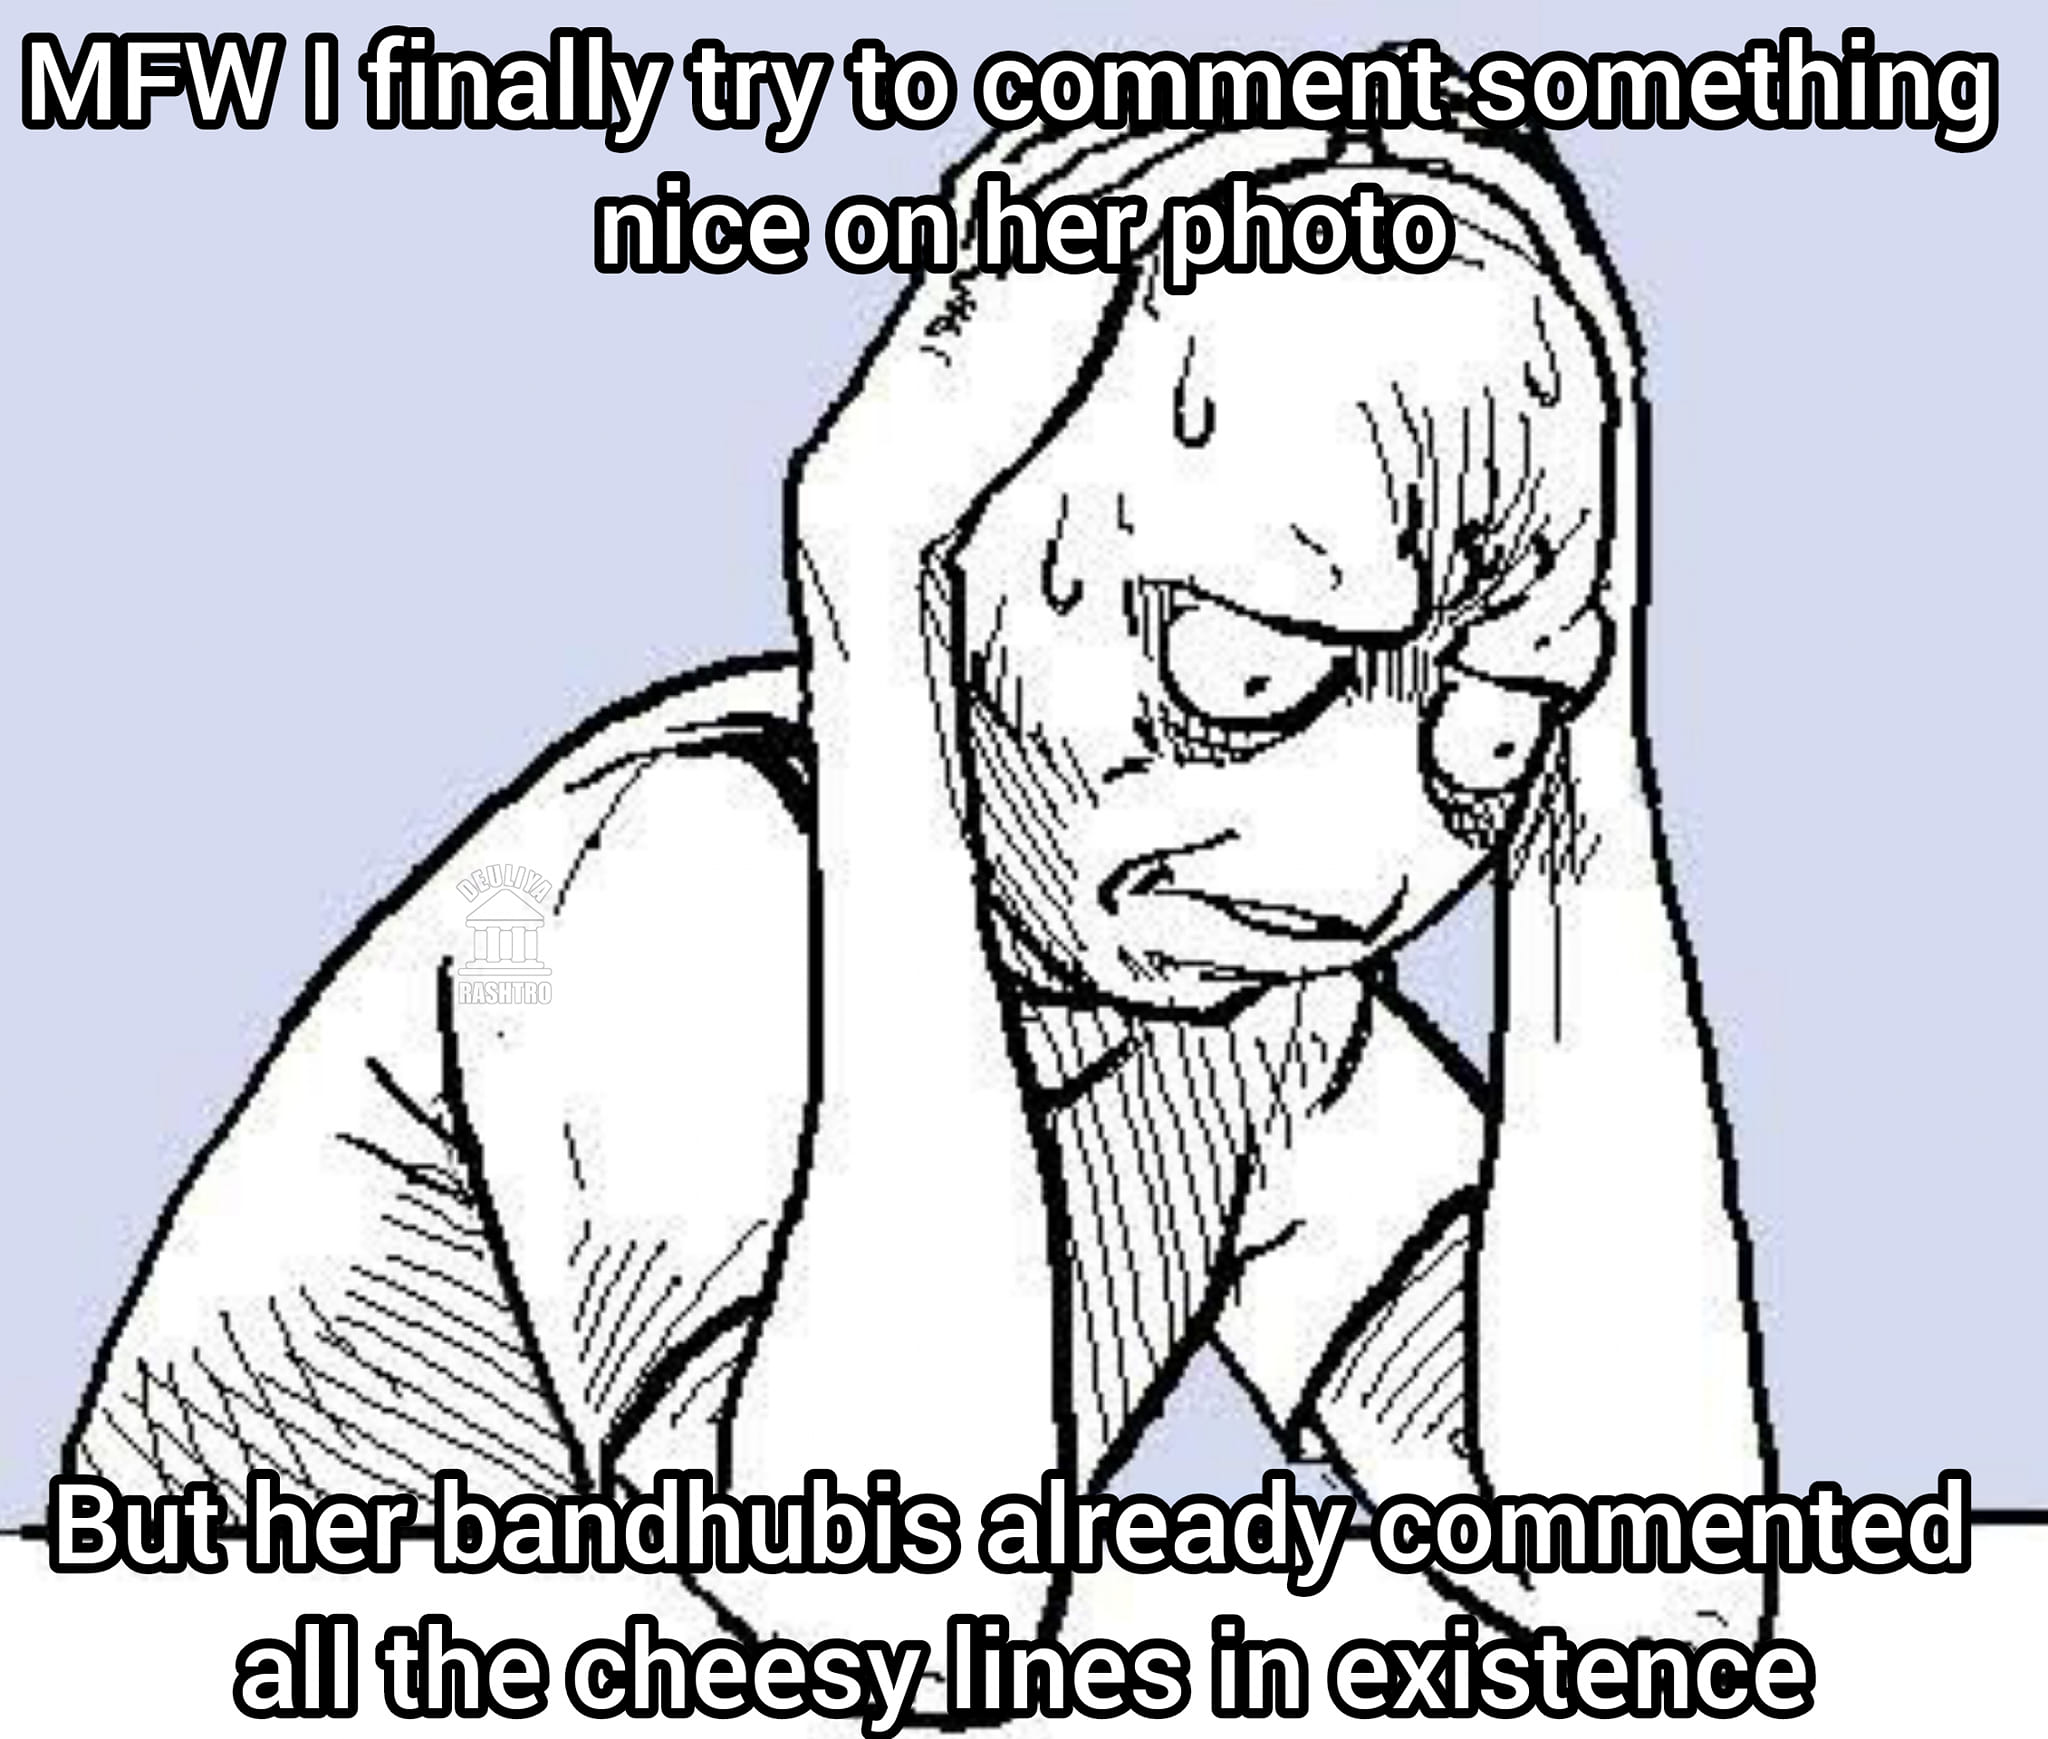 MFW I finally try to comment something
nice on her photo
DEULIYA
RASHTRO
But her bandhubis already commented
all the cheesy lines in existence